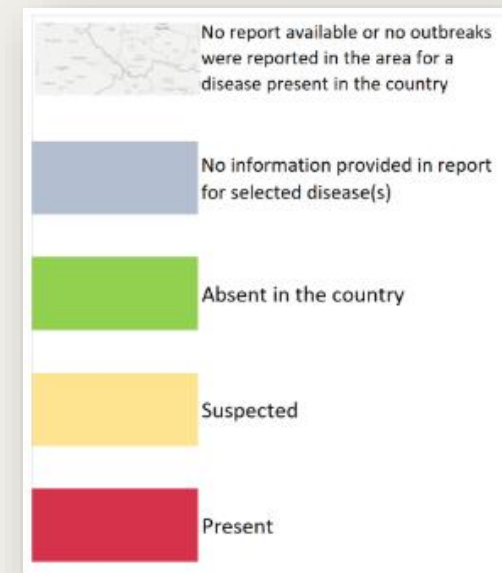 No report available or no outbreaks
were reported in the area for a
disease present in the country
No information provided in report
for selected disease(s)
Absent in the country
Suspected
Present